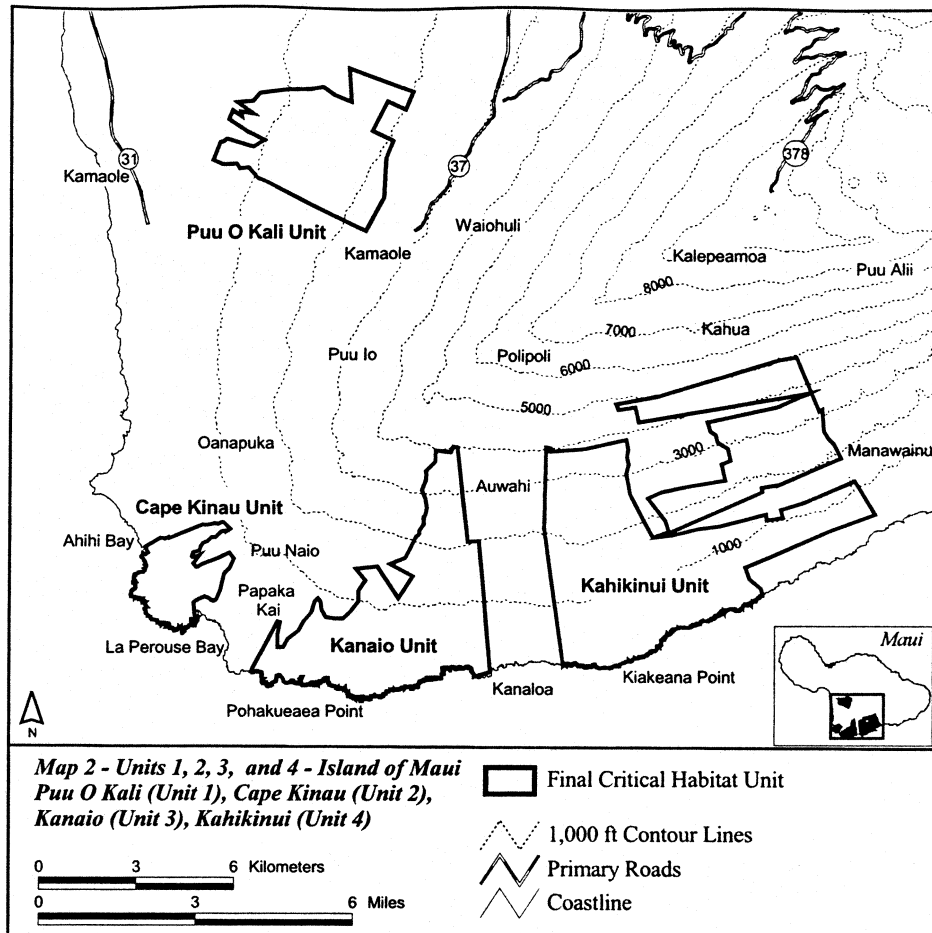 31
Kamaole
37
378
Waiohuli
Puu O Kali Unit
Kamaole
Kalepeamoa
Puu Alii
8000
7000
Kahua
Puu Io
Polipoli
6000
5000
Oanapuka
3000
Manawainu
Auwahi
Cape Kinau Unit
Ahihi Bay
Puu Naio
1000
Papaka
Kai
Kahikinui Unit
La Perouse Bay
Kanaio Unit
Maui
Kanaloa
Kiakeana Point
Pohakueaea Point
N
Map 2 - Units 1, 2, 3, and 4 - Island of Maui
Puu O Kali (Unit 1), Cape Kinau (Unit 2),
Kanaio (Unit 3), Kahikinui (Unit 4)
0 3 6 Kilometers
0 3 6 Miles
Final Critical Habitat Unit
1,000 ft Contour Lines
Primary Roads
Coastline